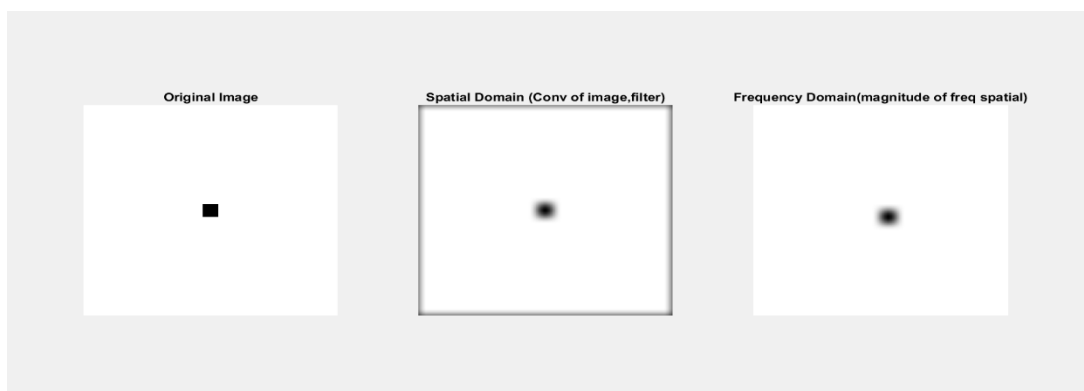 Original Image
Spatial Domain (Conv of image,filter)
Frequency Domain(magnitude of freq spatial)